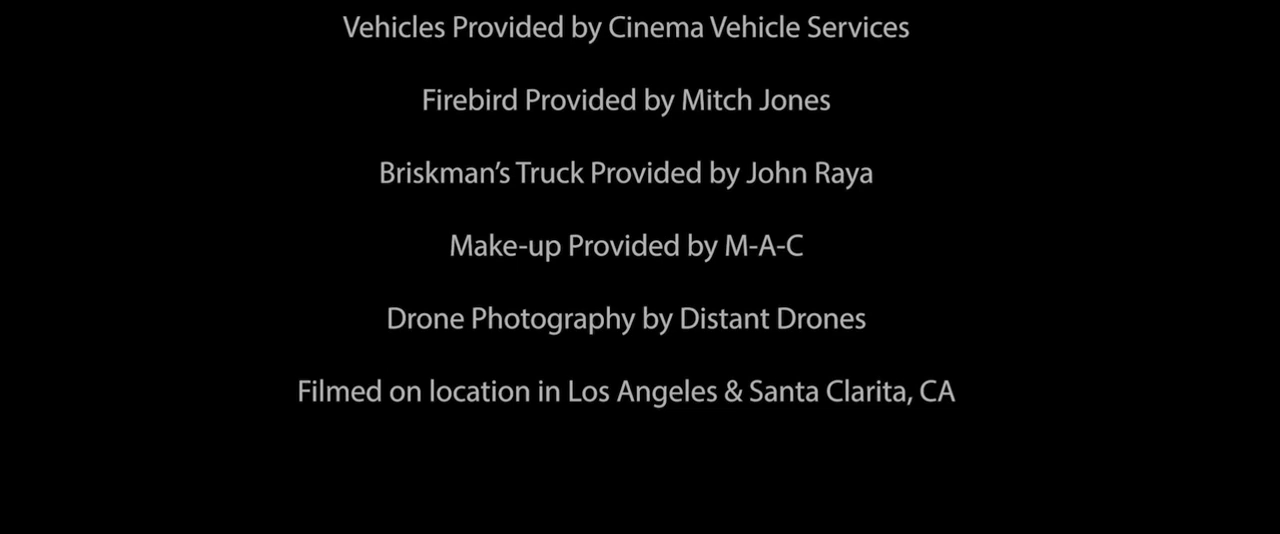 Vehicles Provided by Cinema Vehicle Services
Firebird Provided by Mitch Jones
Briskman’s Truck Provided by John Raya
Make-up Provided by M-A-C
Drone Photography by Distant Drones
Filmed on location in Los Angeles & Santa Clarita, CA